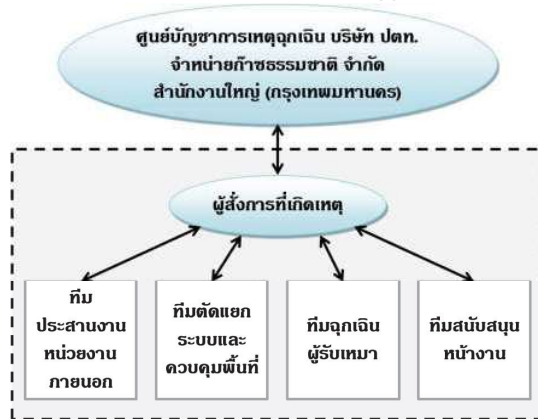 ศูนย์บัญชาการเหตุฉุกเฉิน บริษัท ปตท.
จำหน่ายก๊าซธรรมชาติ จำกัด
สำนักงานใหญ่ (กรุงเทพมหานคร)
ผู้สั่งการที่เกิดเหตุ
ทีม
ประสานงาน
หน่วยงาน
ภายนอก
ทีมตัดแยก
ระบบและ
ควบคุมพื้นที่
ทีมฉุกเฉิน
ผู้รับเหมา
ทีมสนับสนุน
หน้างาน